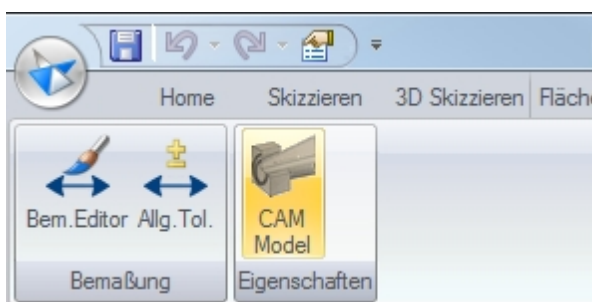 Home Skizzieren 3D Skizzieren
Bem.Editor Allg.Tol. CAM
Model
Bemaßung Eigenschaften